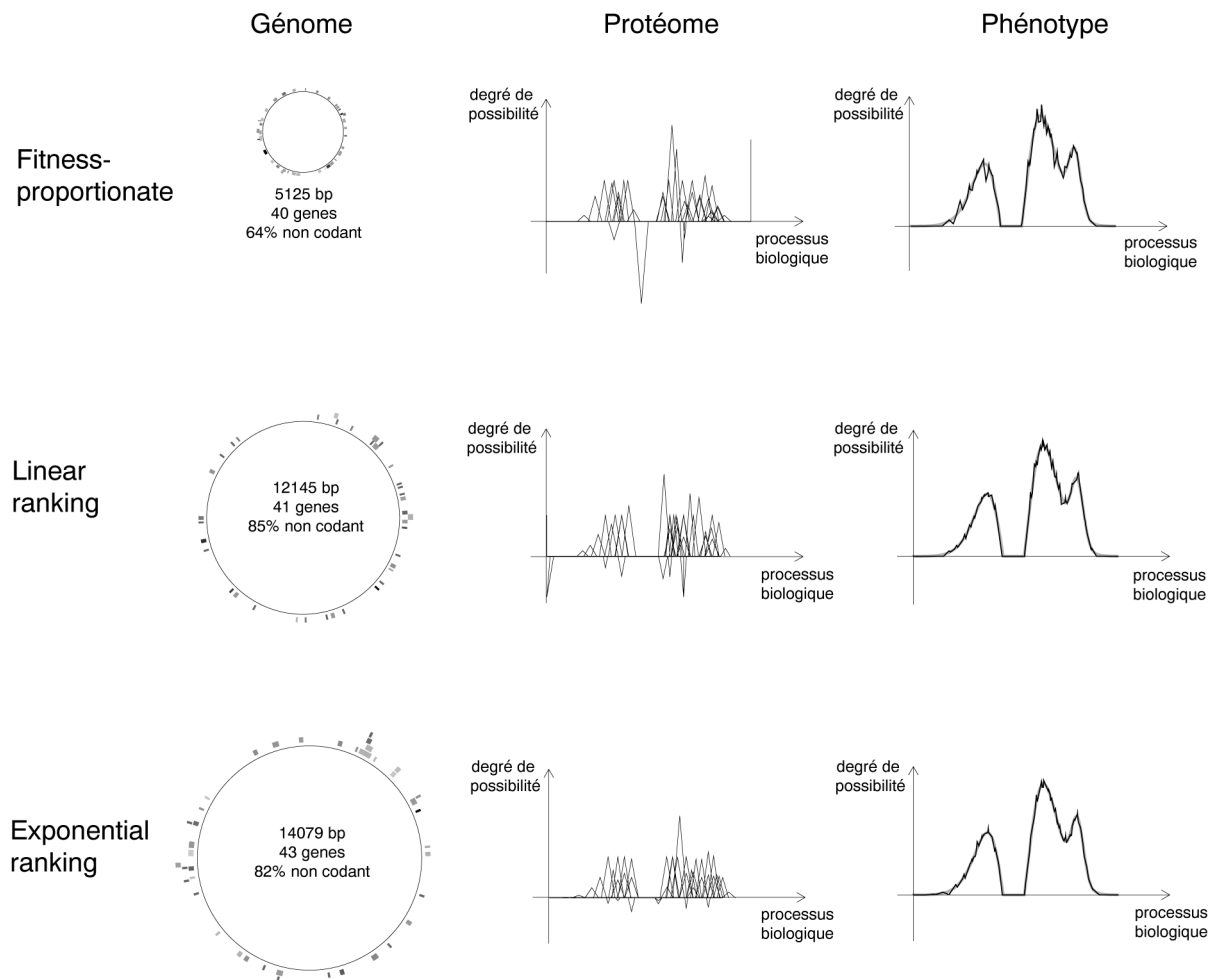 Génome
Protéome
Phénotype
Fitness-
proportionate
5125 bp
40 genes
64% non codant
degré de
possibilité
processus
biologique
degré de
possibilité
processus
biologique
Linear
ranking
12145 bp
41 genes
85% non codant
degré de
possibilité
processus
biologique
degré de
possibilité
processus
biologique
Exponential
ranking
14079 bp
43 genes
82% non codant
degré de
possibilité
processus
biologique
degré de
possibilité
processus
biologique